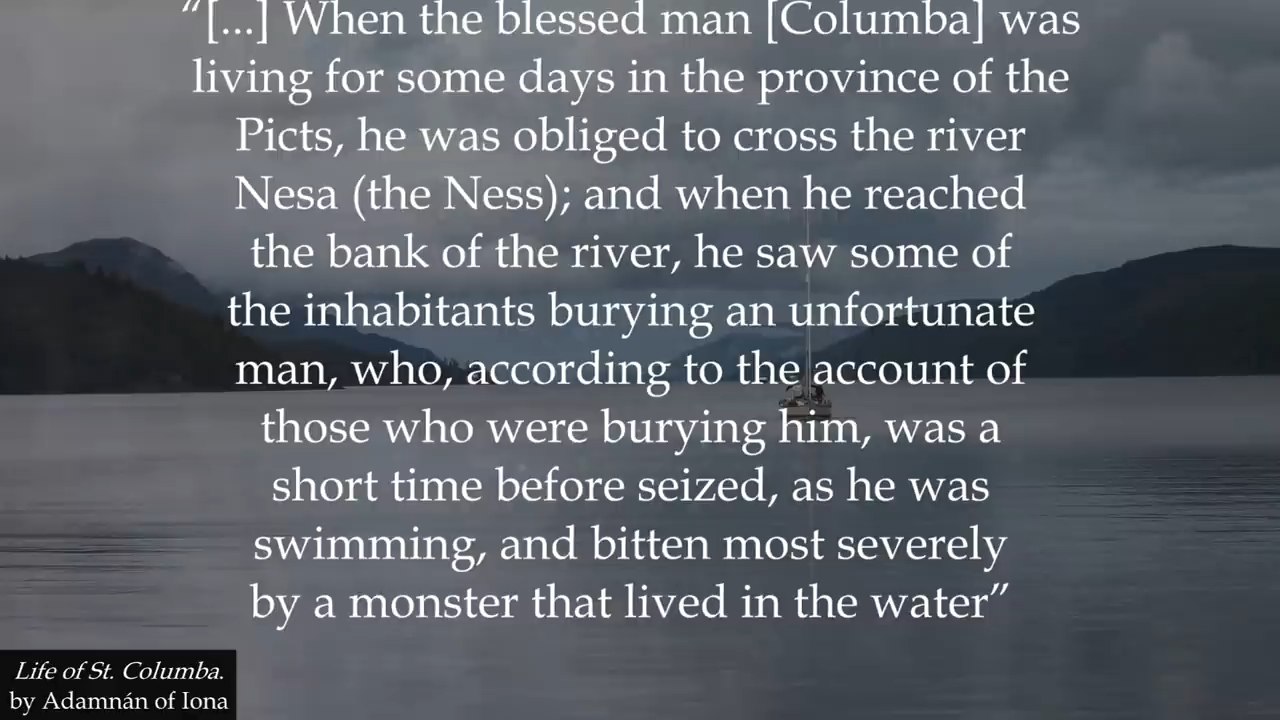 “[...] When the blessed man [Columba] was
living for some days in the province of the
Picts, he was obliged to cross the river
Nesa (the Ness); and when he reached
the bank of the river, he saw some of
the inhabitants burying an unfortunate
man, who, according to the account of
those who were burying him, was a
short time before seized, as he was
swimming, and bitten most severely
by a monster that lived in the water”
Life of St. Columba.
by Adamnán of Iona